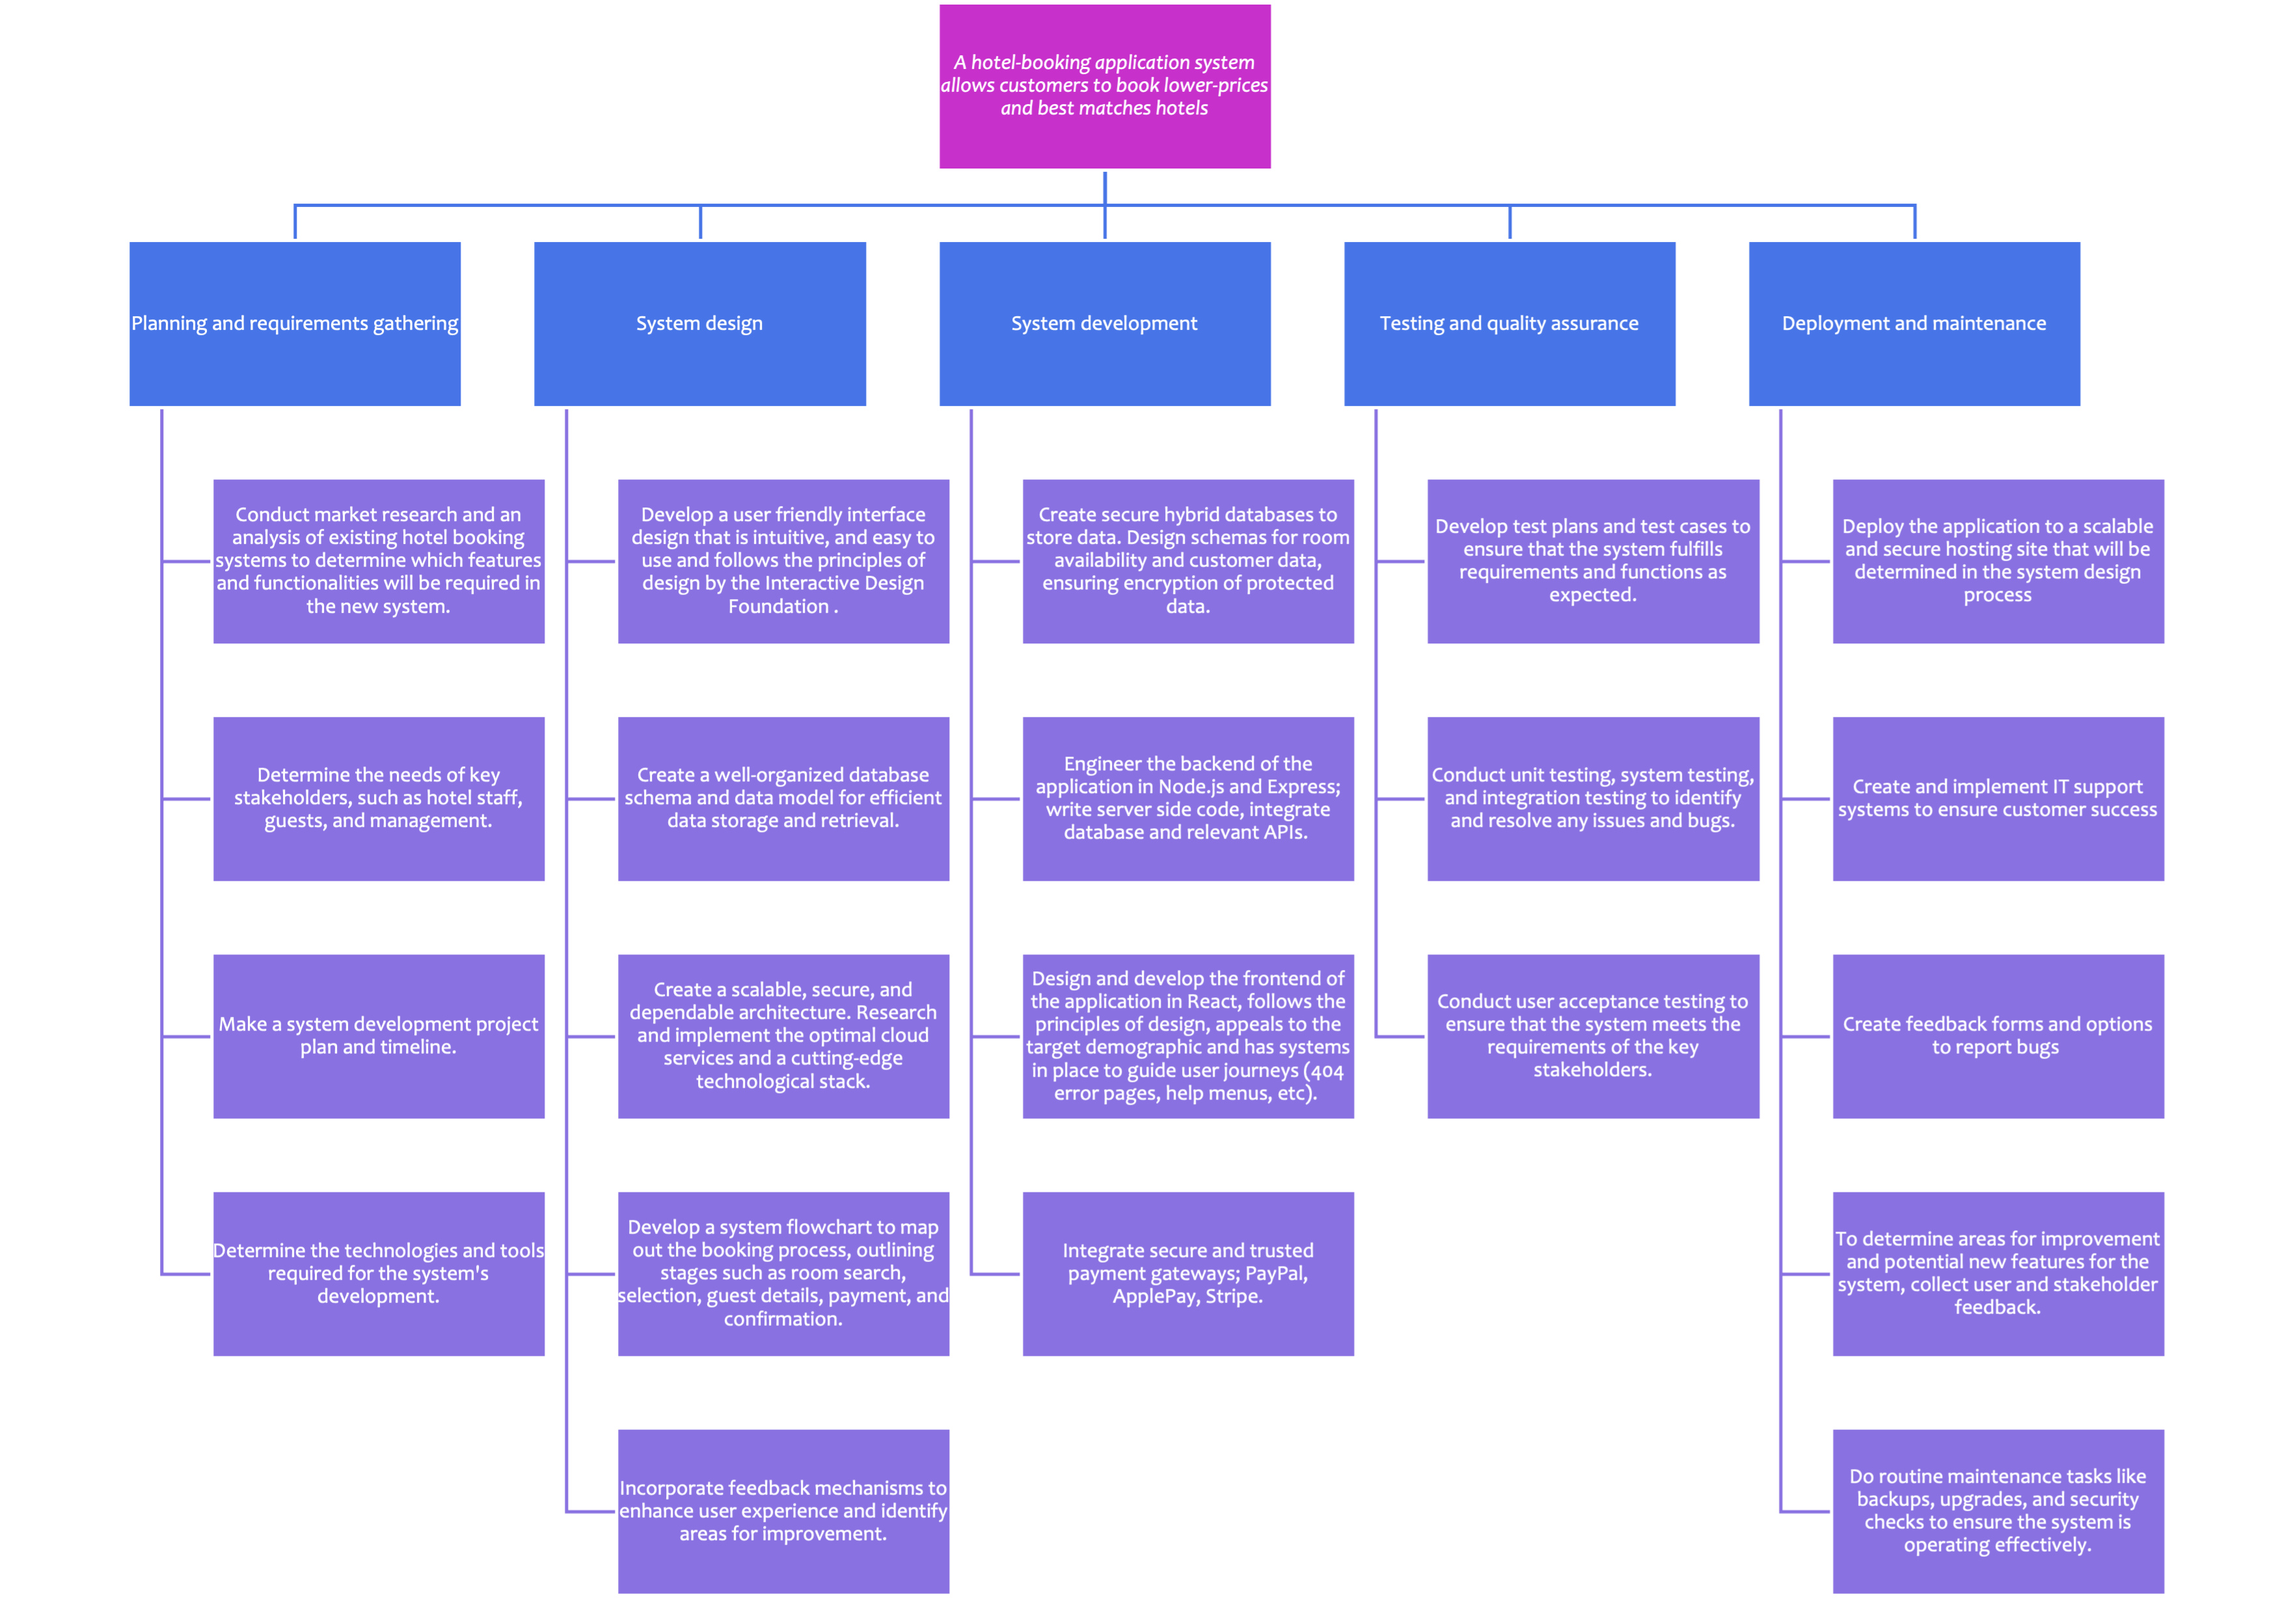 A hotel-booking application system
allows customers to book lower-prices
and best matches hotels
Planning and requirements gathering
System design
System development
Testing and quality assurance
Deployment and maintenance
Conduct market research and an
analysis of existing hotel booking
systems to determine which features
and functionalities will be required in
the new system.
Determine the needs of key
stakeholders, such as hotel staff,
guests, and management.
Make a system development project
plan and timeline.
Determine the technologies and tools
required for the system's
development.
Develop a user friendly interface
design that is intuitive, and easy to
use and follows the principles of
design by the Interactive Design
Foundation .
Create a well-organized database
schema and data model for efficient
data storage and retrieval.
Create a scalable, secure, and
dependable architecture. Research
and implement the optimal cloud
services and a cutting-edge
technological stack.
Develop a system flowchart to map
out the booking process, outlining
stages such as room search,
selection, guest details, payment, and
confirmation.
Incorporate feedback mechanisms to
enhance user experience and identify
areas for improvement.
Create secure hybrid databases to
store data. Design schemas for room
availability and customer data,
ensuring encryption of protected
data.
Engineer the backend of the
application in Node.js and Express;
write server side code, integrate
database and relevant APIs.
Design and develop the frontend of
the application in React, follows the
principles of design, appeals to the
target demographic and has systems
in place to guide user journeys (404
error pages, help menus, etc).
Integrate secure and trusted
payment gateways; PayPal,
ApplePay, Stripe.
Develop test plans and test cases to
ensure that the system fulfills
requirements and functions as
expected.
Conduct unit testing, system testing,
and integration testing to identify
and resolve any issues and bugs.
Conduct user acceptance testing to
ensure that the system meets the
requirements of the key
stakeholders.
Deploy the application to a scalable
and secure hosting site that will be
determined in the system design
process
Create and implement IT support
systems to ensure customer success
Create feedback forms and options
to report bugs
To determine areas for improvement
and potential new features for the
system, collect user and stakeholder
feedback.
Do routine maintenance tasks like
backups, upgrades, and security
checks to ensure the system is
operating effectively.